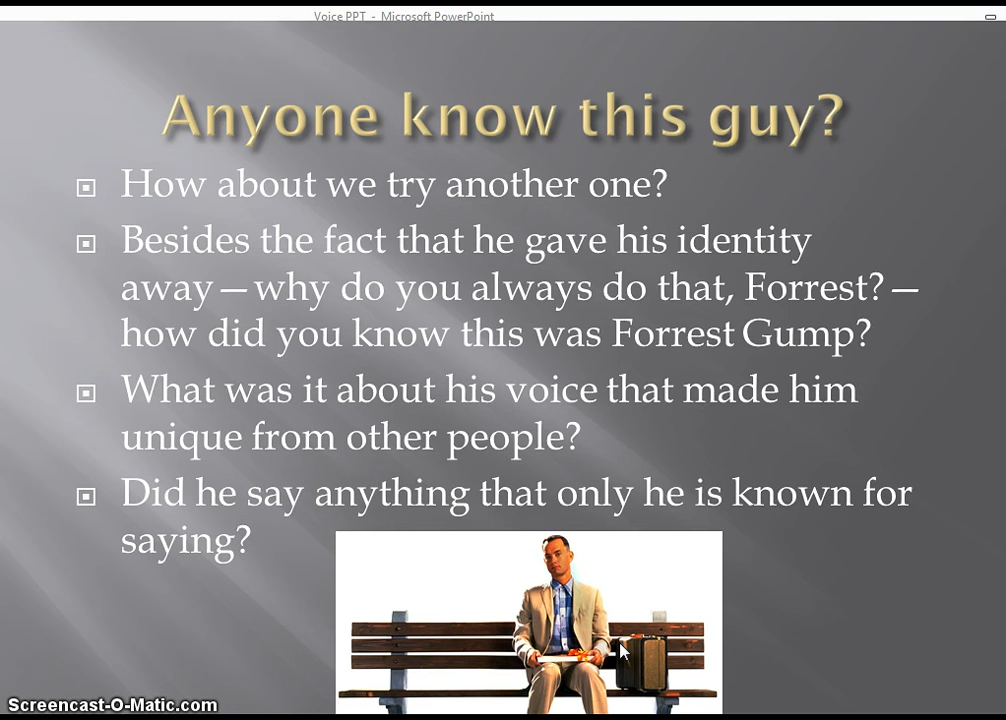 Voice PPT - Microsoft PowerPoint
Anyone know this guy?
How about we try another one?
Besides the fact that he gave his identity
away—why do you always do that, Forrest?—
how did you know this was Forrest Gump?
What was it about his voice that made him
unique from other people?
Did he say anything that only he is known for
saying?
Screencast-O-Matic.com